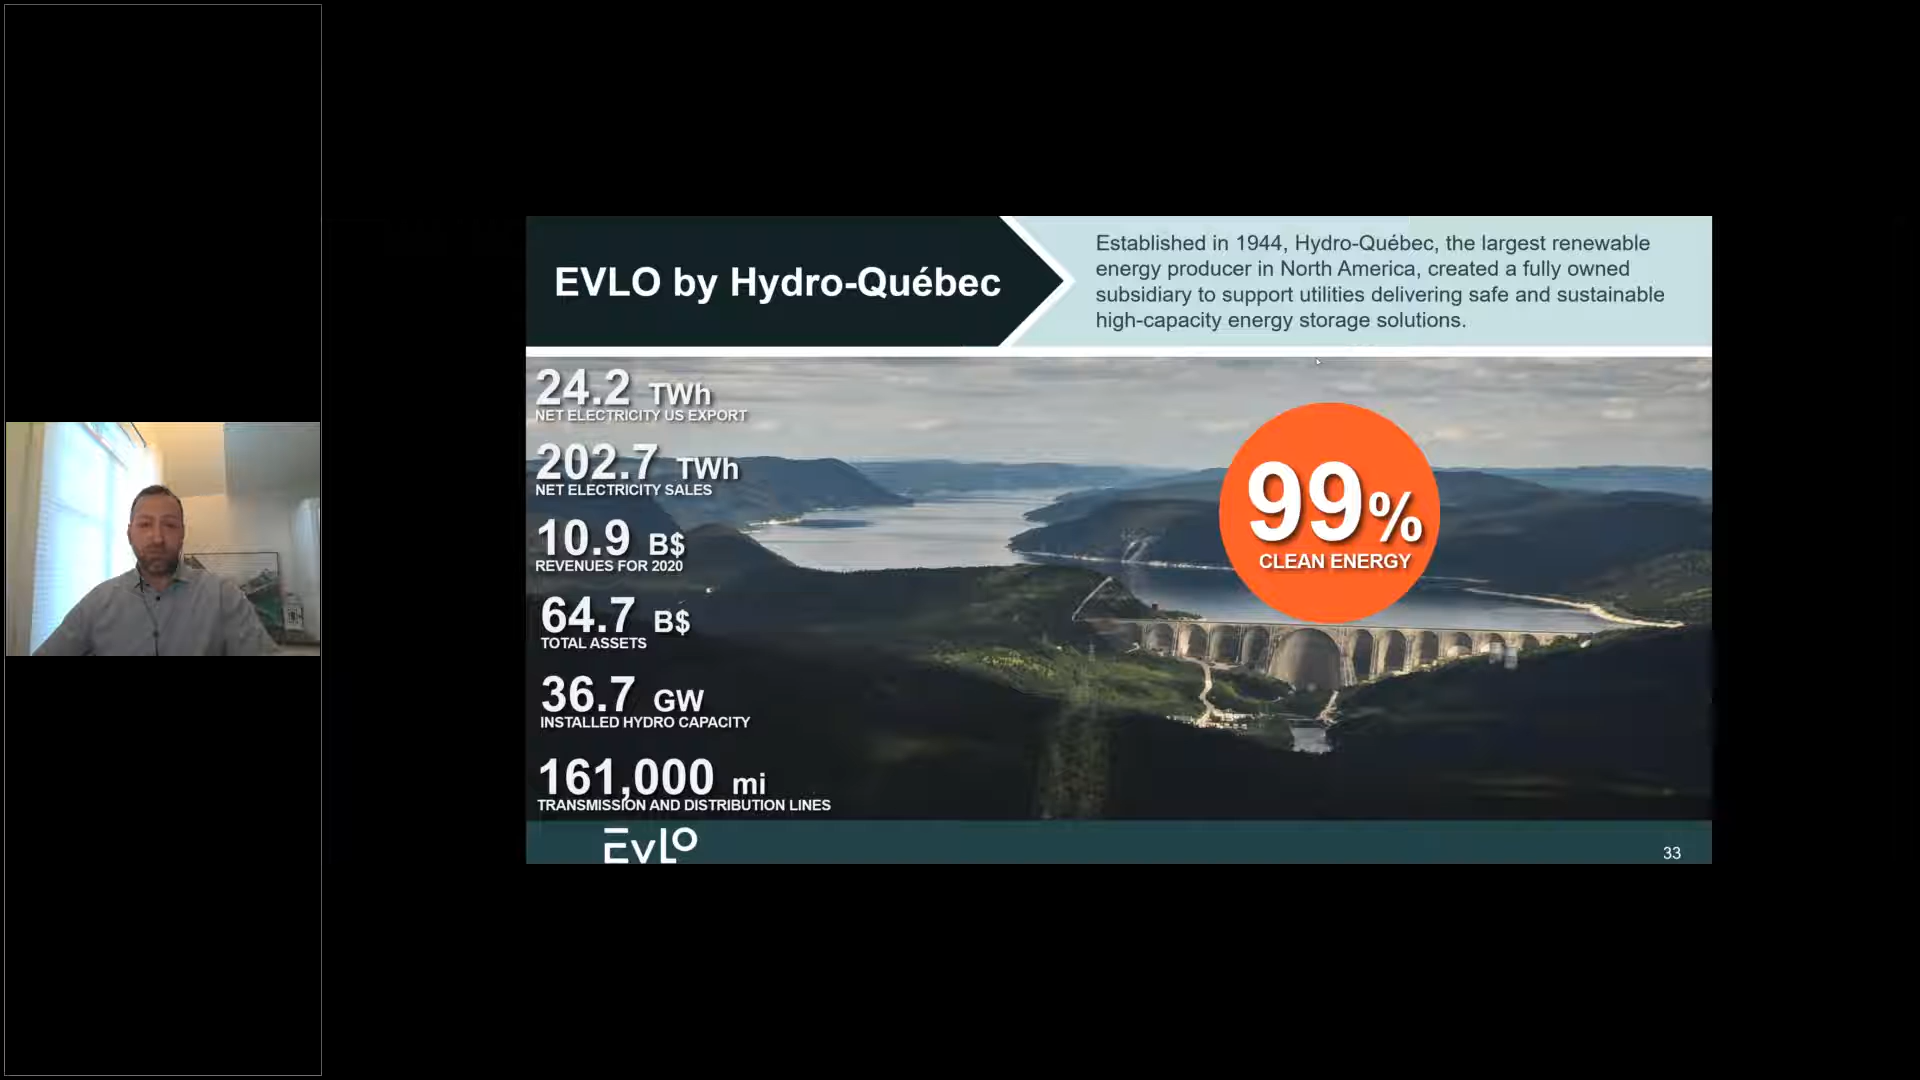 EVLO by Hydro-Québec
Established in 1944, Hydro-Québec, the largest renewable
energy producer in North America, created a fully owned
subsidiary to support utilities delivering safe and sustainable
high-capacity energy storage solutions.
24.2 TWh
NET ELECTRICITY US EXPORT
202.7 TWh
NET ELECTRICITY SALES
10.9 B$
REVENUES FOR 2020
64.7 B$
TOTAL ASSETS
36.7 GW
INSTALLED HYDRO CAPACITY
161,000 mi
TRANSMISSION AND DISTRIBUTION LINES
99%
CLEAN ENERGY
EVLO
33